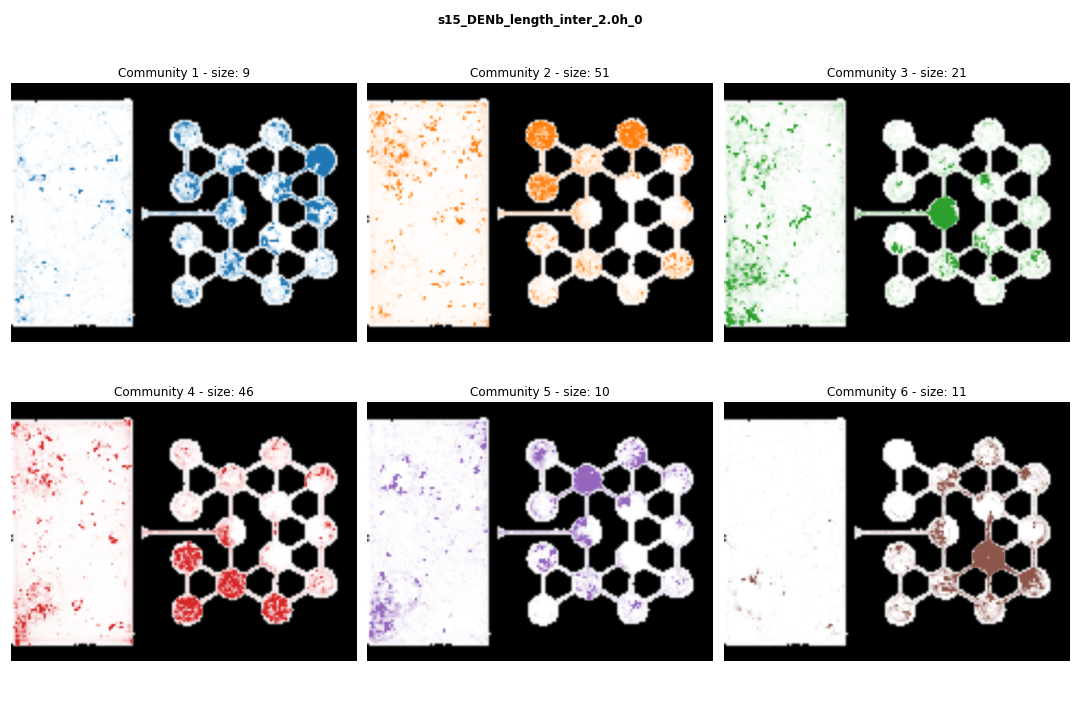 s15_DENb_length_inter_2.0h_0
Community 1 - size: 9
Community 2 - size: 51
Community 3 - size: 21
Community 4 - size: 46
Community 5 - size: 10
Community 6 - size: 11